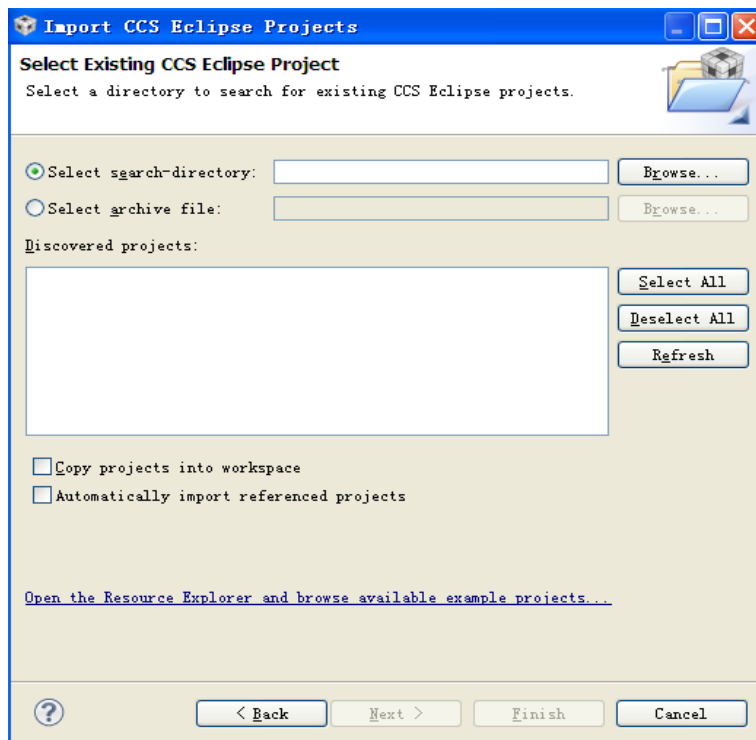 Import CCS Eclipse Projects
Select Existing CCS Eclipse Project
Select a directory to search for existing CCS Eclipse projects.
Select search-directory: Browse...
Select archive file: Browse...
Discovered projects:
Select All
Deselect All
Refresh
Copy projects into workspace
Automatically import referenced projects
Open the Resource Explorer and browse available example projects...
? < Back Next > Finish Cancel